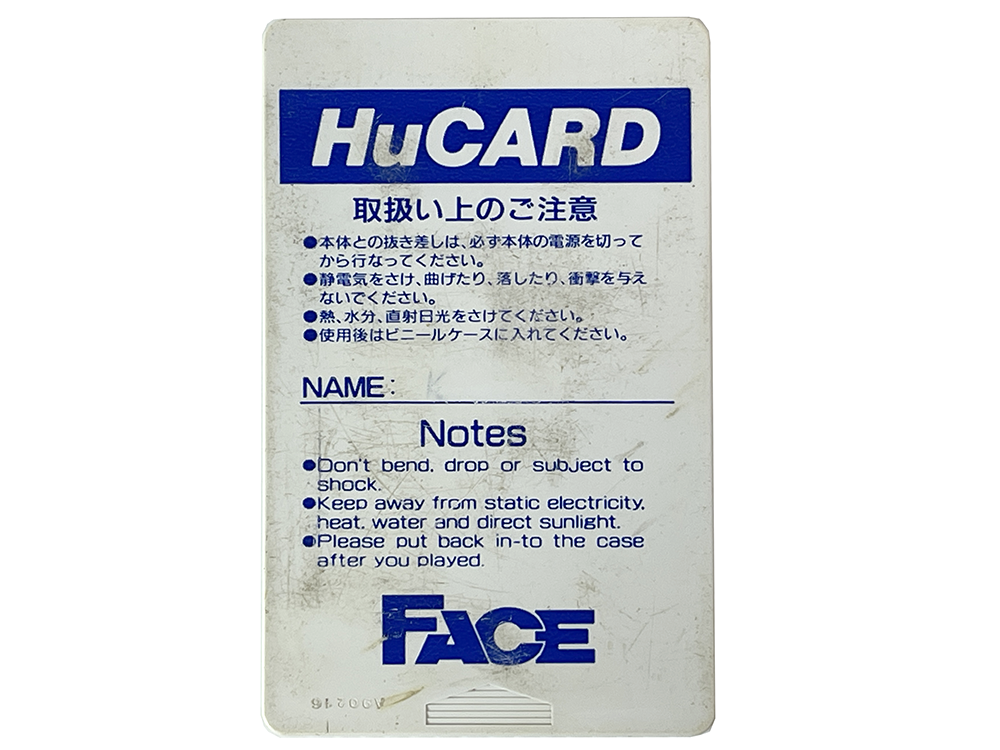 HuCARD
取扱い上のご注意
●本体との抜き差しは、必ず本体の電源を切って
から行なってください。
●静電気をさけ、曲げたり、落したり、衝撃を与え
ないでください。
●熱、水分、直射日光をさけてください。
●使用後はビニールケースに入れてください。
NAME:
Notes
●Don't bend, drop or subject to
shock.
●Keep away from static electricity,
heat, water and direct sunlight.
●Please put back in-to the case
after you played.
FACE